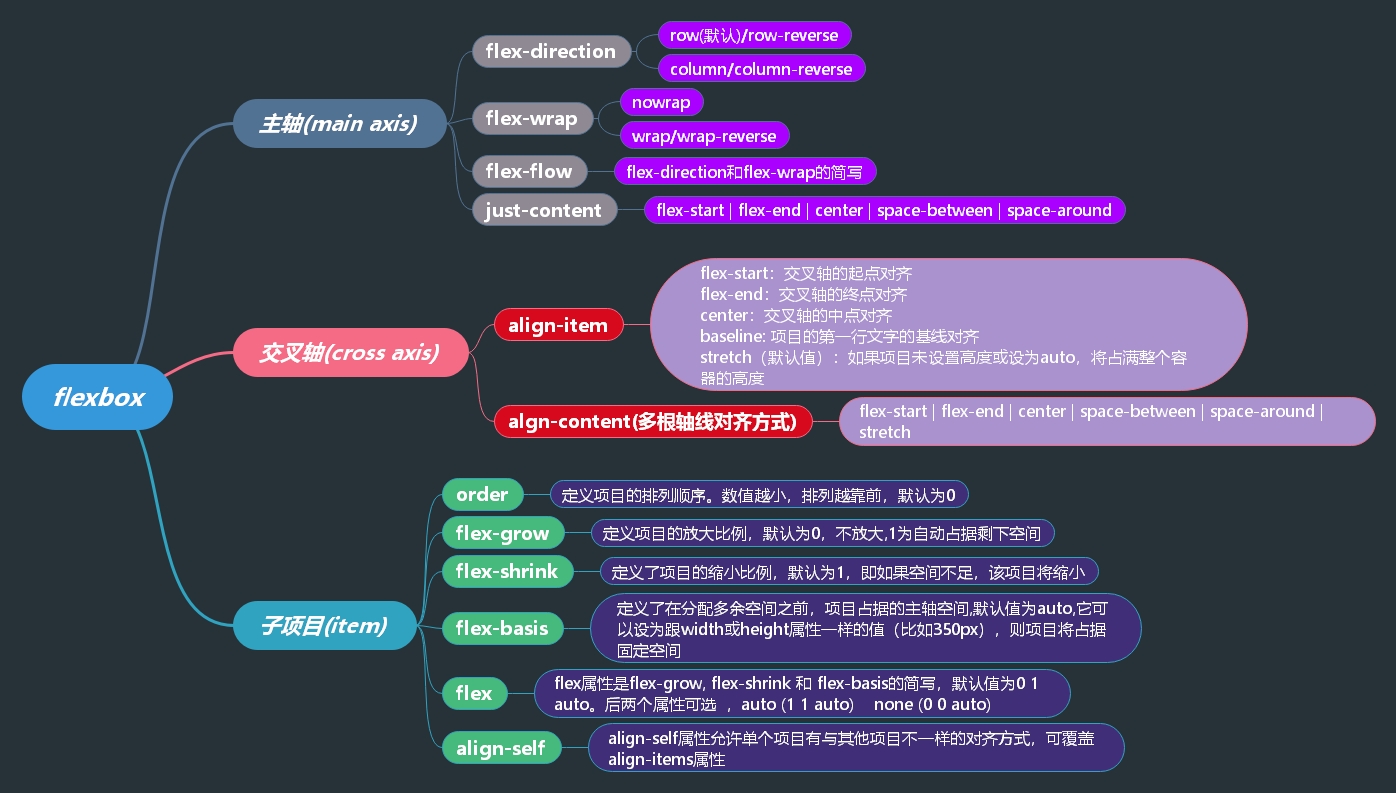 flexbox
主轴(main axis)
flex-direction
row(默认)/row-reverse
column/column-reverse
flex-wrap
nowrap
wrap/wrap-reverse
flex-flow
flex-direction和flex-wrap的简写
just-content
flex-start | flex-end | center | space-between | space-around
交叉轴(cross axis)
align-item
flex-start：交叉轴的起点对齐
flex-end：交叉轴的终点对齐
center：交叉轴的中点对齐
baseline: 项目的第一行文字的基线对齐
stretch（默认值）：如果项目未设置高度或设为auto，将占满整个容
器的高度
algn-content(多根轴线对齐方式)
flex-start | flex-end | center | space-between | space-around |
stretch
子项目(item)
order
定义项目的排列顺序。数值越小，排列越靠前，默认为0
flex-grow
定义项目的放大比例，默认为0，不放大,1为自动占据剩下空间
flex-shrink
定义了项目的缩小比例，默认为1，即如果空间不足，该项目将缩小
flex-basis
定义了在分配多余空间之前，项目占据的主轴空间,默认值为auto,它可
以设为跟width或height属性一样的值（比如350px），则项目将占据
固定空间
flex
flex属性是flex-grow, flex-shrink 和 flex-basis的简写，默认值为0 1
auto。后两个属性可选 ，auto (1 1 auto)　none (0 0 auto)
align-self
align-self属性允许单个项目有与其他项目不一样的对齐方式，可覆盖
align-items属性